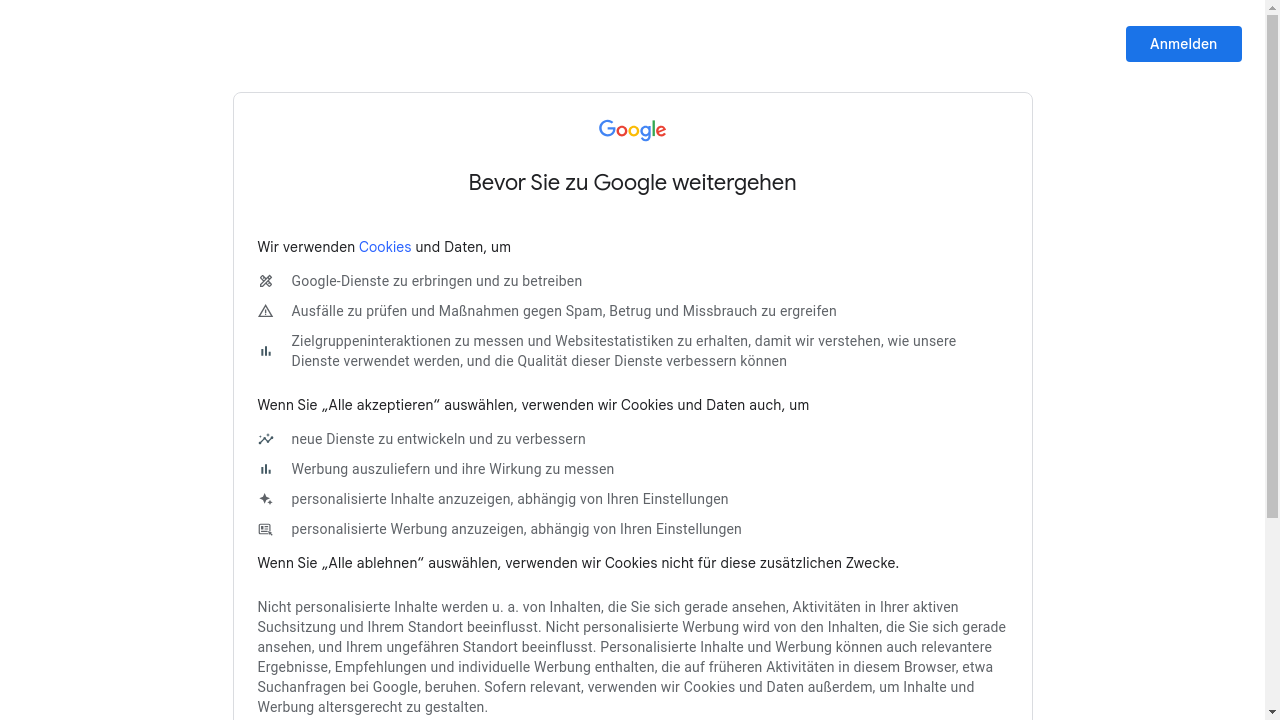 Anmelden
Google
Bevor Sie zu Google weitergehen
Wir verwenden Cookies und Daten, um
Google-Dienste zu erbringen und zu betreiben
Ausfälle zu prüfen und Maßnahmen gegen Spam, Betrug und Missbrauch zu ergreifen
Zielgruppeninteraktionen zu messen und Websitestatistiken zu erhalten, damit wir verstehen, wie unsere
Dienste verwendet werden, und die Qualität dieser Dienste verbessern können
Wenn Sie „Alle akzeptieren“ auswählen, verwenden wir Cookies und Daten auch, um
neue Dienste zu entwickeln und zu verbessern
Werbung auszuliefern und ihre Wirkung zu messen
personalisierte Inhalte anzuzeigen, abhängig von Ihren Einstellungen
personalisierte Werbung anzuzeigen, abhängig von Ihren Einstellungen
Wenn Sie „Alle ablehnen“ auswählen, verwenden wir Cookies nicht für diese zusätzlichen Zwecke.
Nicht personalisierte Inhalte werden u. a. von Inhalten, die Sie sich gerade ansehen, Aktivitäten in Ihrer aktiven
Suchsitzung und Ihrem Standort beeinflusst. Nicht personalisierte Werbung wird von den Inhalten, die Sie sich gerade
ansehen, und Ihrem ungefähren Standort beeinflusst. Personalisierte Inhalte und Werbung können auch relevantere
Ergebnisse, Empfehlungen und individuelle Werbung enthalten, die auf früheren Aktivitäten in diesem Browser, etwa
Suchanfragen bei Google, beruhen. Sofern relevant, verwenden wir Cookies und Daten außerdem, um Inhalte und
Werbung altersgerecht zu gestalten.